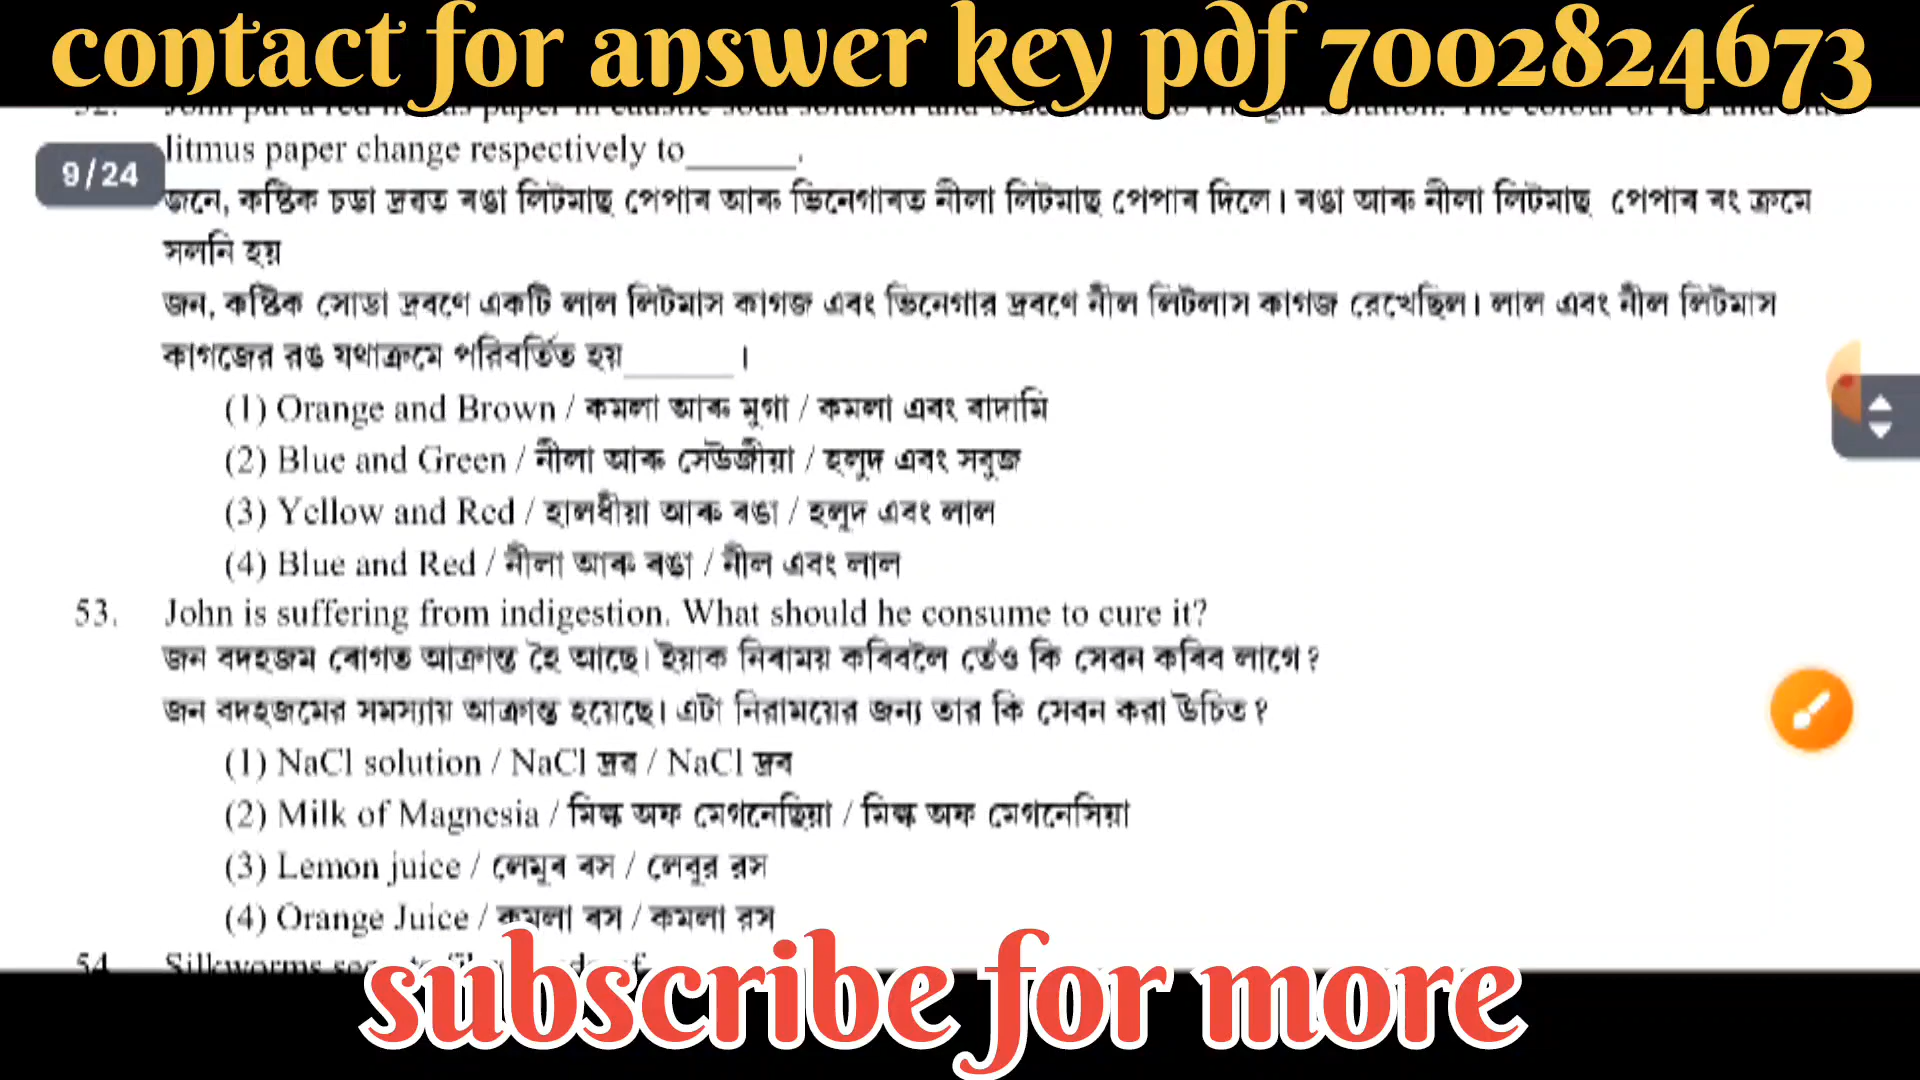 contact for answer key pdf 7002824673
litmus paper change respectively to______.
9/24
জনে, কষ্টিক চডা দ্ৰৱত ৰঙা লিটমাছ পেপাৰ আৰু ভিনেগাৰত নীলা লিটমাছ পেপাৰ দিলে। ৰঙা আৰু নীলা লিটমাছ পেপাৰ ৰং ক্ৰমে
সলনি হয়
জন, কষ্টিক সোডা দ্রবণে একটি লাল লিটমাস কাগজ এবং ভিনেগার দ্রবণে নীল লিটলাস কাগজ রেখেছিল। লাল এবং নীল লিটমাস
কাগজের রঙ যথাক্রমে পরিবর্তিত হয়______ ।
(1) Orange and Brown / কমলা আৰু মুগা / কমলা এবং বাদামি
(2) Blue and Green / নীলা আৰু সেউজীয়া / হলুদ এবং সবুজ
(3) Yellow and Red / হালধীয়া আৰু ৰঙা / হলুদ এবং লাল
(4) Blue and Red / নীলা আৰু ৰঙা / নীল এবং লাল
53. John is suffering from indigestion. What should he consume to cure it?
জন বদহজম ৰোগত আক্ৰান্ত হৈ আছে। ইয়াক নিৰাময় কৰিবলৈ তেওঁ কি সেৱন কৰিব লাগে ?
জন বদহজমের সমস্যায় আক্রান্ত হয়েছে। এটা নিরাময়ের জন্য তার কি সেবন করা উচিত ?
(1) NaCl solution / NaCl দ্ৰৱ / NaCl দ্রব
(2) Milk of Magnesia / মিল্ক অফ মেগনেছিয়া / মিল্ক অফ মেগনেসিয়া
(3) Lemon juice / লেমুৰ ৰস / লেবুর রস
(4) Orange Juice / কমলা ৰস / কমলা রস
54. Silkworms
subscribe for more